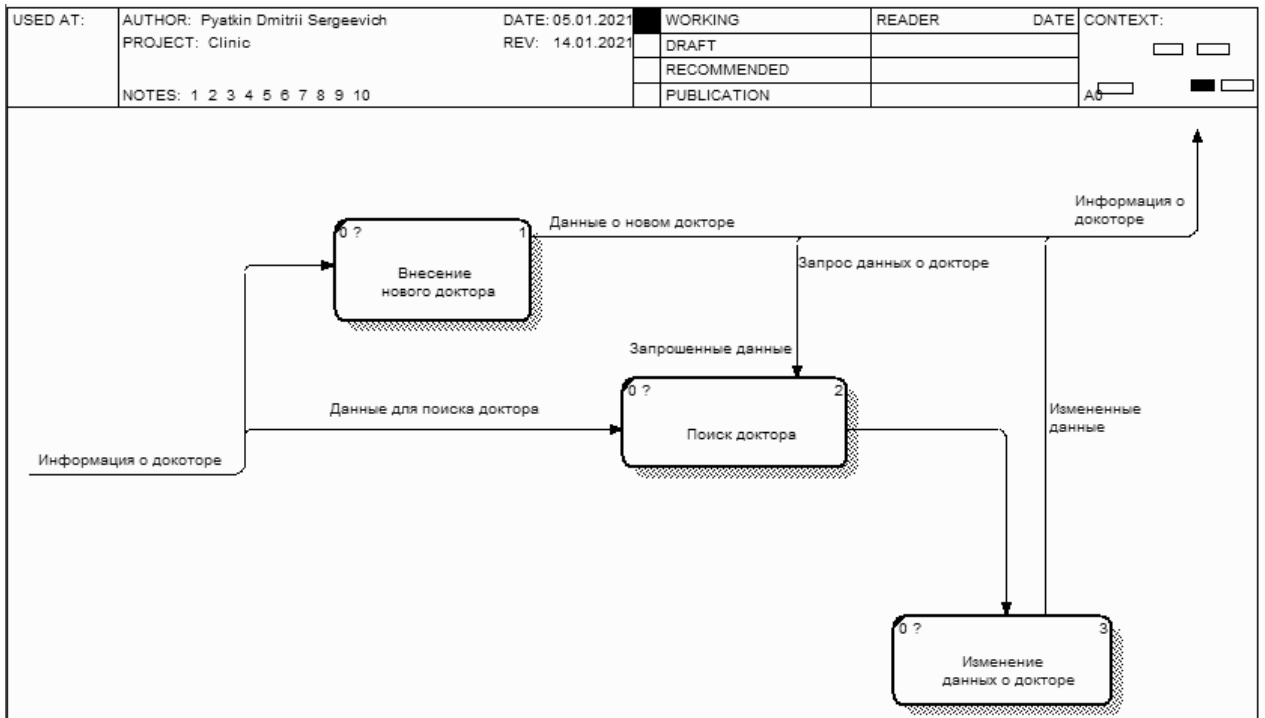 USED AT:
AUTHOR: Pyatkin Dmitrii Sergeevich
DATE: 05.01.2021
WORKING
READER
DATE
CONTEXT:
PROJECT: Clinic
REV: 14.01.2021
DRAFT
RECOMMENDED
NOTES: 1 2 3 4 5 6 7 8 9 10
PUBLICATION
A0
Информация о
докоторе
Данные о новом докторе
0 ?
1
Внесение
нового доктора
Запрос данных о докторе
Запрошенные данные
0 ?
2
Поиск доктора
Данные для поиска доктора
Измененные
данные
Информация о докоторе
0 ?
3
Изменение
данных о докторе